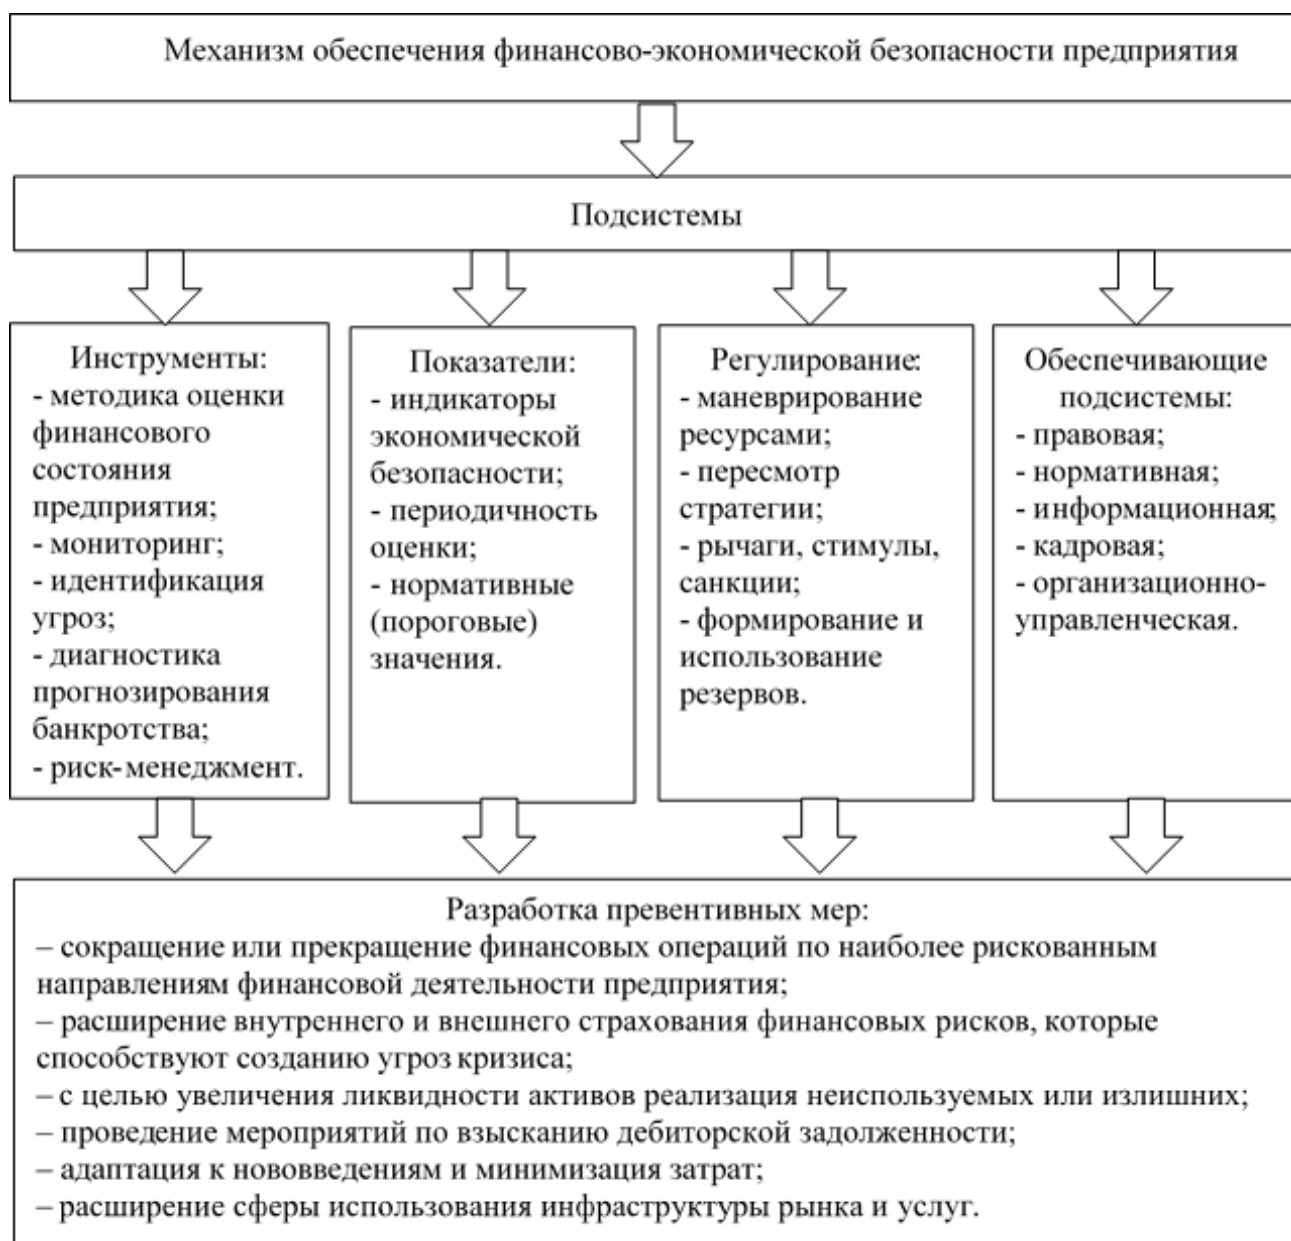 Механизм обеспечения финансово-экономической безопасности предприятия
Подсистемы
Инструменты:
- методика оценки
финансового
состояния
предприятия;
- мониторинг;
- идентификация
угроз;
- диагностика
прогнозирования
банкротства;
- риск-менеджмент.
Показатели:
- индикаторы
экономической
безопасности;
- периодичность
оценки;
- нормативные
(пороговые)
значения.
Регулирование:
- маневрирование
ресурсами;
- пересмотр
стратегии;
- рычаги, стимулы,
санкции;
- формирование и
использование
резервов.
Обеспечивающие
подсистемы:
- правовая;
- нормативная;
- информационная;
- кадровая;
- организационно-
управленческая.
Разработка превентивных мер:
– сокращение или прекращение финансовых операций по наиболее рискованным
направлениям финансовой деятельности предприятия;
– расширение внутреннего и внешнего страхования финансовых рисков, которые
способствуют созданию угроз кризиса;
– с целью увеличения ликвидности активов реализация неиспользуемых или излишних;
– проведение мероприятий по взысканию дебиторской задолженности;
– адаптация к нововведениям и минимизация затрат;
– расширение сферы использования инфраструктуры рынка и услуг.